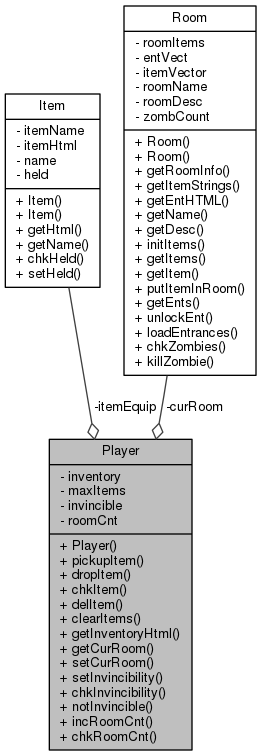 Room
- roomItems
- entVect
- itemVector
- roomName
- roomDesc
- zombCount
+ Room()
+ Room()
+ getRoomInfo()
+ getItemStrings()
+ getEntHTML()
+ getName()
+ getDesc()
+ initItems()
+ getItems()
+ getItem()
+ putItemInRoom()
+ getEnts()
+ unlockEnt()
+ loadEntrances()
+ chkZombies()
+ killZombie()
Item
- itemName
- itemHtml
- name
- held
+ Item()
+ Item()
+ getHtml()
+ getName()
+ chkHeld()
+ setHeld()
-itemEquip
-curRoom
Player
- inventory
- maxItems
- invincible
- roomCnt
+ Player()
+ pickupItem()
+ dropItem()
+ chkItem()
+ delItem()
+ clearItems()
+ getInventoryHtml()
+ getCurRoom()
+ setCurRoom()
+ setInvincibility()
+ chkInvincibility()
+ notInvincible()
+ incRoomCnt()
+ chkRoomCnt()